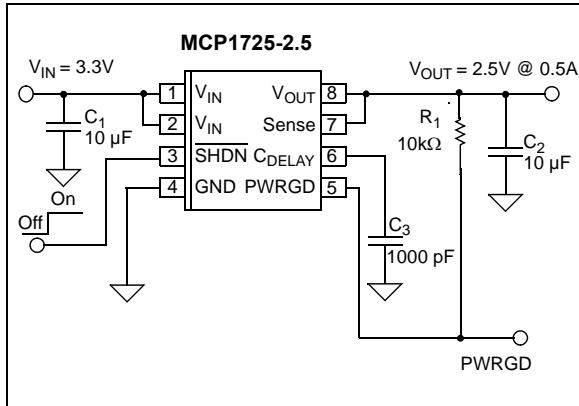 MCP1725-2.5
V_IN = 3.3V
V_OUT = 2.5V @ 0.5A
C_1
10 µF
1 V_IN
2 V_IN
3 S̅H̅D̅N̅
4 GND
V_OUT 8
Sense 7
C_DELAY 6
PWRGD 5
R_1
10kΩ
C_2
10 µF
On
Off
C_3
1000 pF
PWRGD